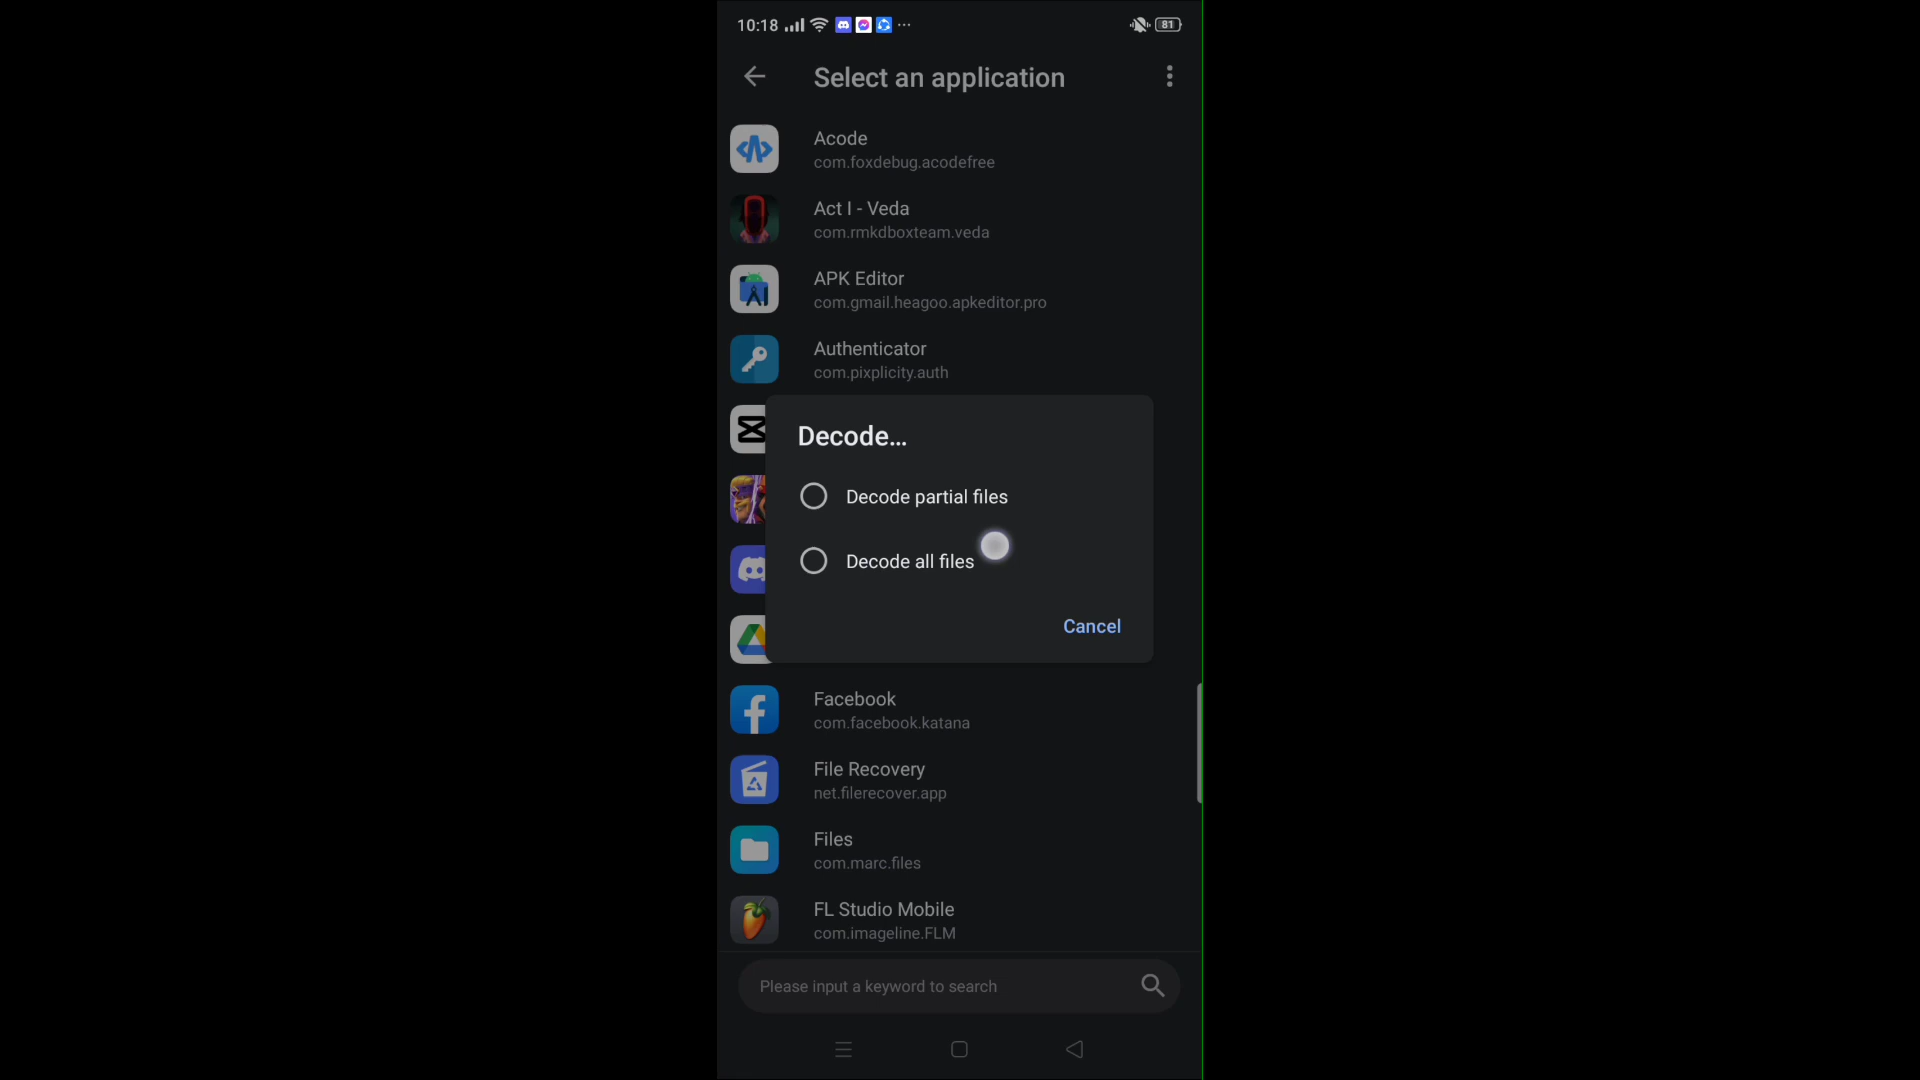 10:18
81
Select an application
Acode
com.foxdebug.acodefree
Act I - Veda
com.rmkdboxteam.veda
APK Editor
com.gmail.heagoo.apkeditor.pro
Authenticator
com.pixplicity.auth
Decode...
Decode partial files
Decode all files
Cancel
Facebook
com.facebook.katana
File Recovery
net.filerecover.app
Files
com.marc.files
FL Studio Mobile
com.imageline.FLM
Please input a keyword to search